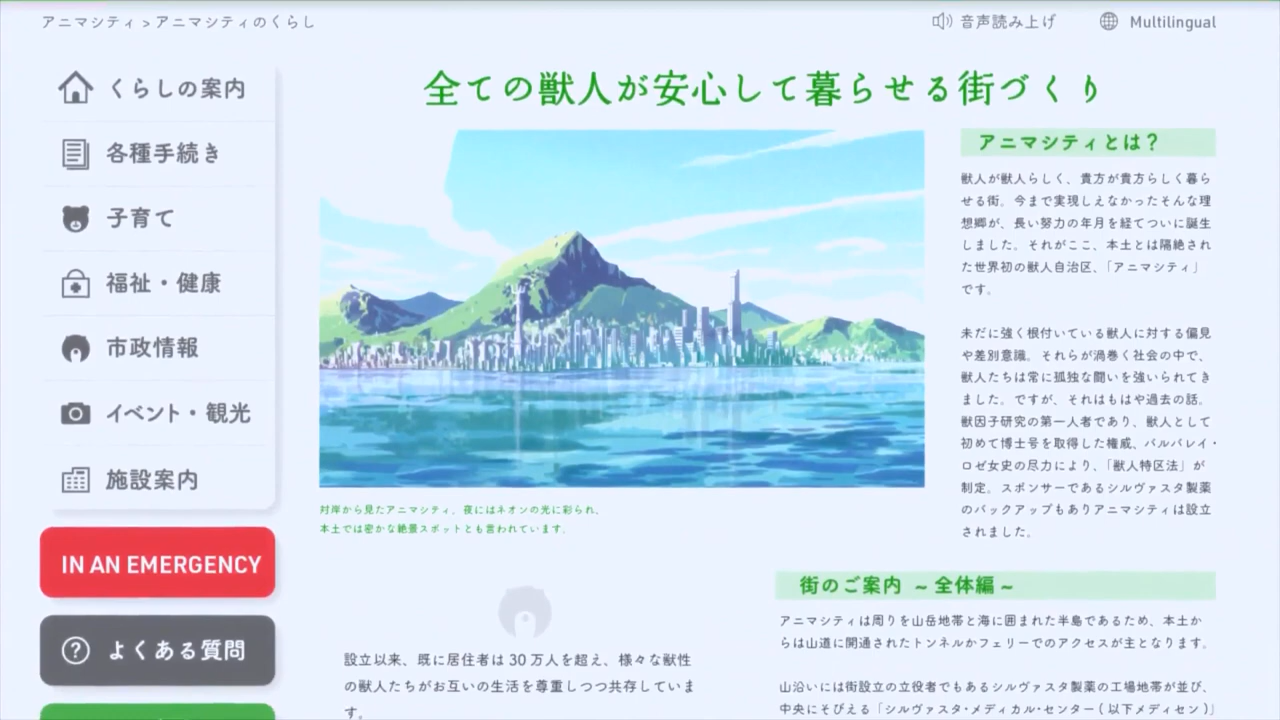 アニマシティ > アニマシティのくらし
音声読み上げ
Multilingual
くらしの案内
各種手続き
子育て
福祉・健康
市政情報
イベント・観光
施設案内
IN AN EMERGENCY
よくある質問
全ての獣人が安心して暮らせる街づくり
対岸から見たアニマシティ。夜にはネオンの光に彩られ、
本土では密かな絶景スポットとも言われています。
アニマシティとは？
獣人が獣人らしく、貴方が貴方らしく暮ら
せる街。今まで実現しえなかったそんな理
想郷が、長い努力の年月を経てついに誕生
しました。それがここ、本土とは隔絶され
た世界初の獣人自治区、「アニマシティ」
です。
未だに強く根付いている獣人に対する偏見
や差別意識。それらが渦巻く社会の中で、
獣人たちは常に孤独な闘いを強いられてき
ました。ですが、それはもはや過去の話。
獣因子研究の第一人者であり、獣人として
初めて博士号を取得した権威、バルバレイ・
ロゼ女史の尽力により、「獣人特区法」が
制定。スポンサーであるシルヴァスタ製薬
のバックアップもありアニマシティは設立
されました。
設立以来、既に居住者は 30 万人を超え、様々な獣性
の獣人たちがお互いの生活を尊重しつつ共存していま
す。
街のご案内 ~ 全体編 ~
アニマシティは周りを山岳地帯と海に囲まれた半島であるため、本土か
らは山道に開通されたトンネルかフェリーでのアクセスが主となります。
山沿いには街設立の立役者でもあるシルヴァスタ製薬の工場地帯が並び、
中央にそびえる「シルヴァスタ・メディカル・センター ( 以下メディセン )」